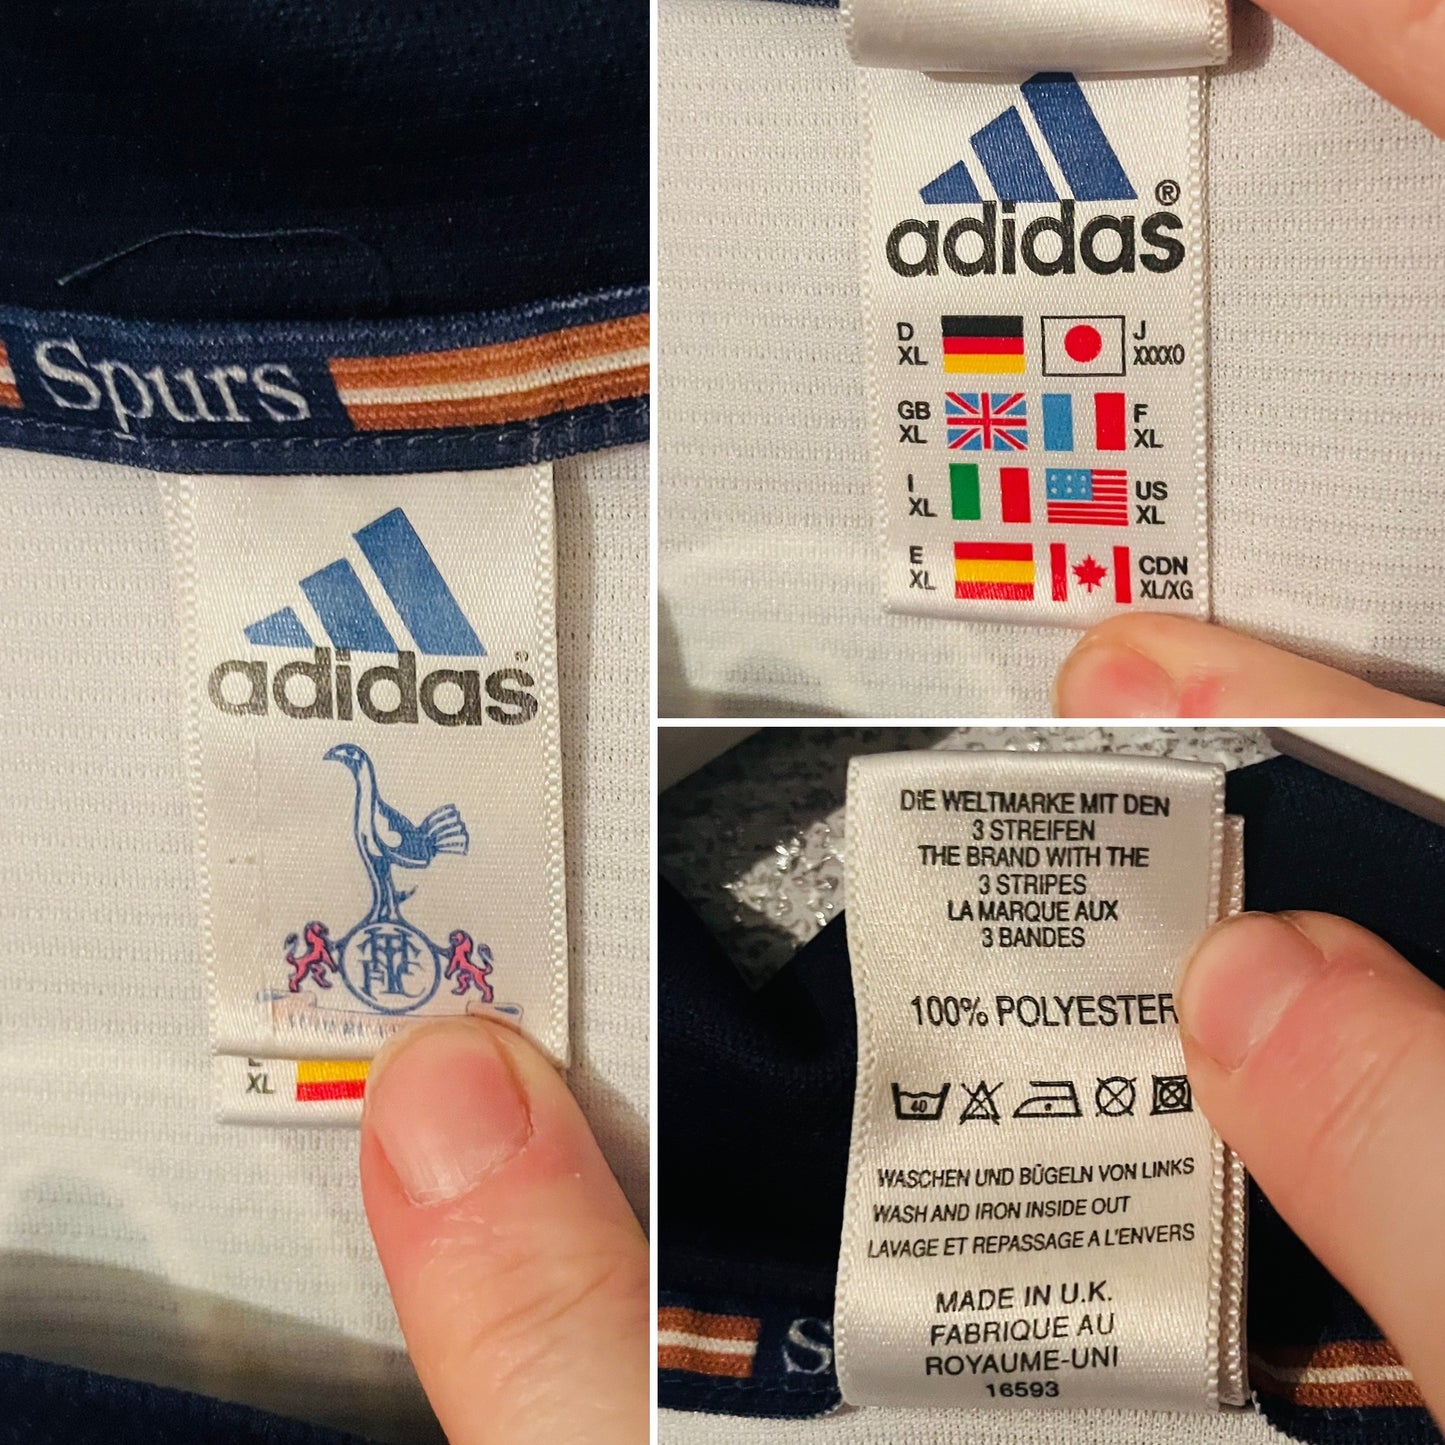 Spurs
adidas
THFC
XL
adidas®
D
XL
J
XXXXO
GB
XL
F
XL
I
XL
US
XL
E
XL
CDN
XL/XG
DIE WELTMARKE MIT DEN
3 STREIFEN
THE BRAND WITH THE
3 STRIPES
LA MARQUE AUX
3 BANDES
100% POLYESTER
40
WASCHEN UND BÜGELN VON LINKS
WASH AND IRON INSIDE OUT
LAVAGE ET REPASSAGE A L'ENVERS
MADE IN U.K.
FABRIQUE AU
ROYAUME-UNI
16593
S